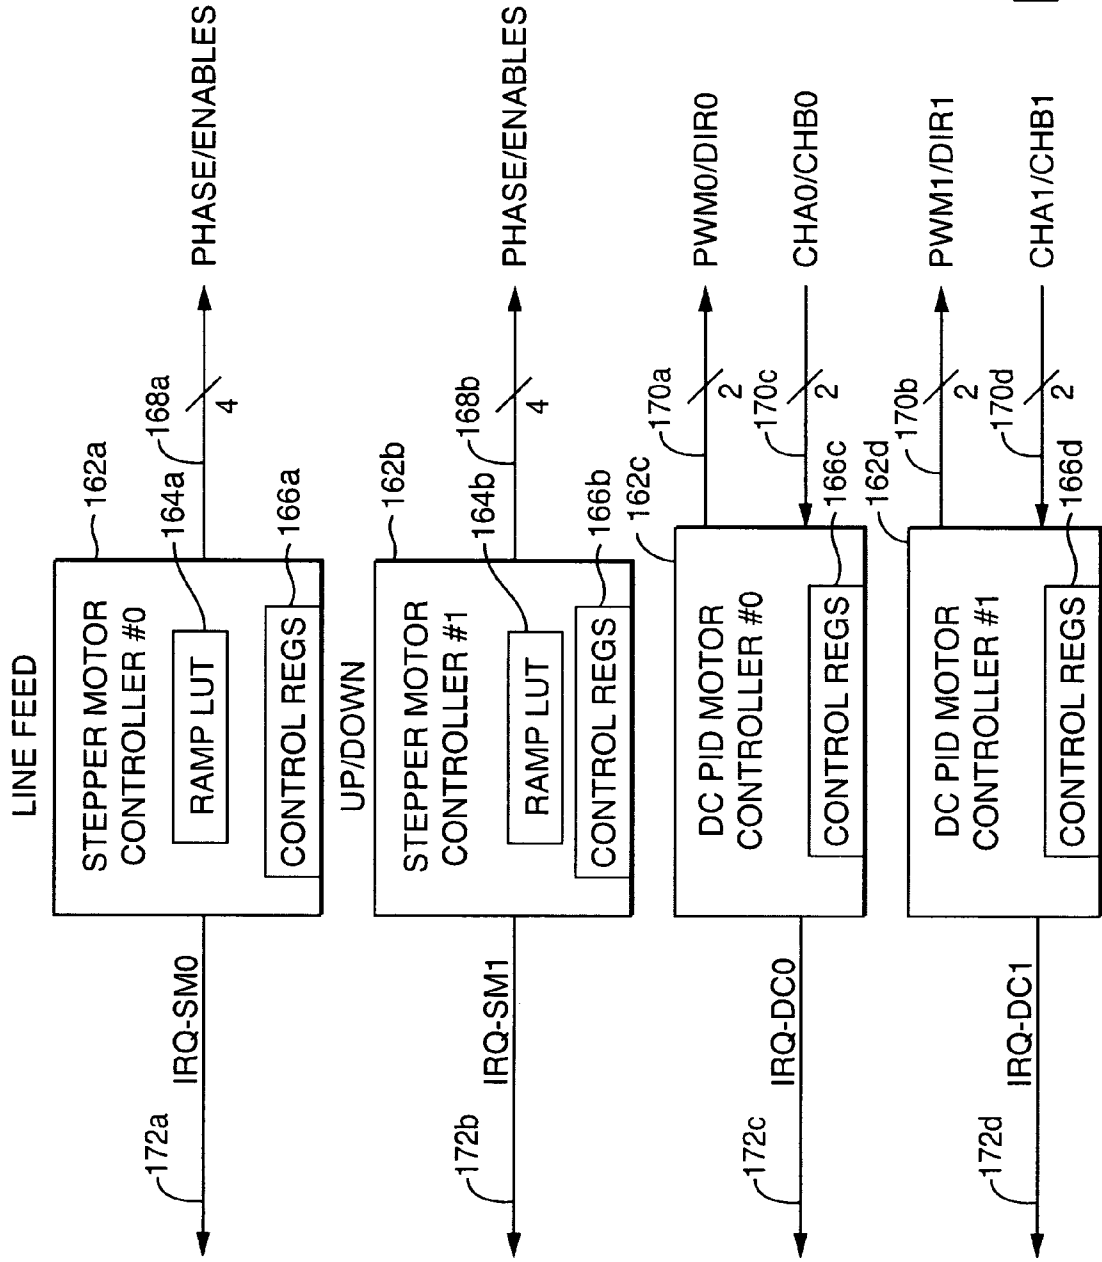 LINE FEED
STEPPER MOTOR
CONTROLLER #0
RAMP LUT
CONTROL REGS
162a
164a
166a
168a
4
PHASE/ENABLES
IRQ-SM0
172a
UP/DOWN
STEPPER MOTOR
CONTROLLER #1
RAMP LUT
CONTROL REGS
162b
164b
166b
168b
4
PHASE/ENABLES
IRQ-SM1
172b
DC PID MOTOR
CONTROLLER #0
CONTROL REGS
162c
166c
170a
2
PWM0/DIR0
170c
2
CHA0/CHB0
IRQ-DC0
172c
DC PID MOTOR
CONTROLLER #1
CONTROL REGS
162d
166d
170b
2
PWM1/DIR1
170d
2
CHA1/CHB1
IRQ-DC1
172d